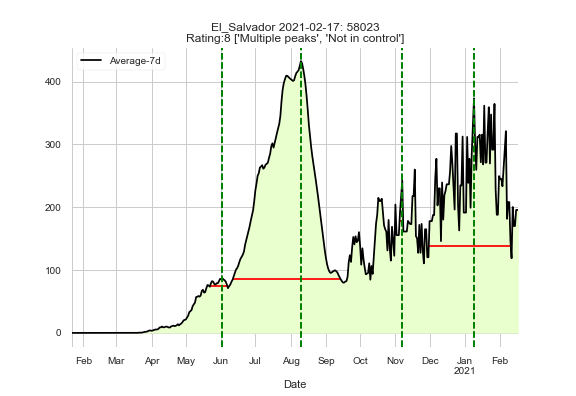 El_Salvador 2021-02-17: 58023
Rating:8 ['Multiple peaks', 'Not in control']
Average-7d
400
300
200
100
0
Feb Mar Apr May Jun Jul Aug Sep Oct Nov Dec Jan Feb
2021
Date